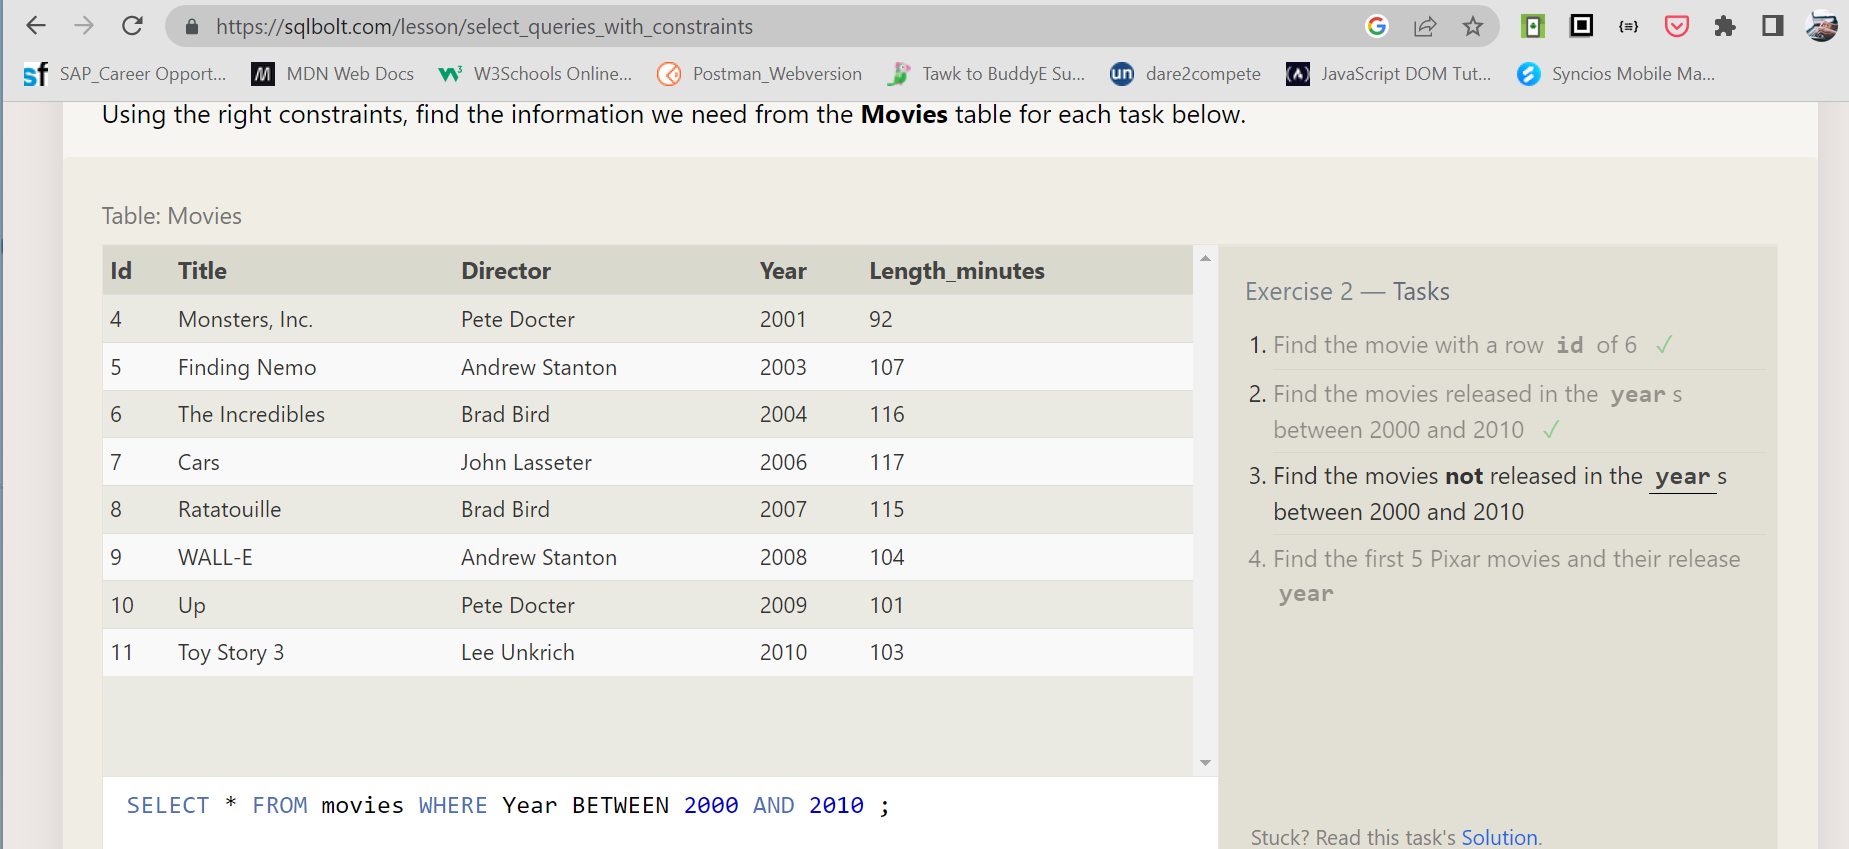 https://sqlbolt.com/lesson/select_queries_with_constraints
SAP_Career Opport... MDN Web Docs W3Schools Online... Postman_Webversion Tawk to BuddyE Su... dare2compete JavaScript DOM Tut... Syncios Mobile Ma...
Using the right constraints, find the information we need from the Movies table for each task below.
Table: Movies
Id Title Director Year Length_minutes
4 Monsters, Inc. Pete Docter 2001 92
5 Finding Nemo Andrew Stanton 2003 107
6 The Incredibles Brad Bird 2004 116
7 Cars John Lasseter 2006 117
8 Ratatouille Brad Bird 2007 115
9 WALL-E Andrew Stanton 2008 104
10 Up Pete Docter 2009 101
11 Toy Story 3 Lee Unkrich 2010 103
SELECT * FROM movies WHERE Year BETWEEN 2000 AND 2010 ;
Exercise 2 — Tasks
1. Find the movie with a row id of 6 ✓
2. Find the movies released in the year s
between 2000 and 2010 ✓
3. Find the movies not released in the year s
between 2000 and 2010
4. Find the first 5 Pixar movies and their release
year
Stuck? Read this task's Solution.